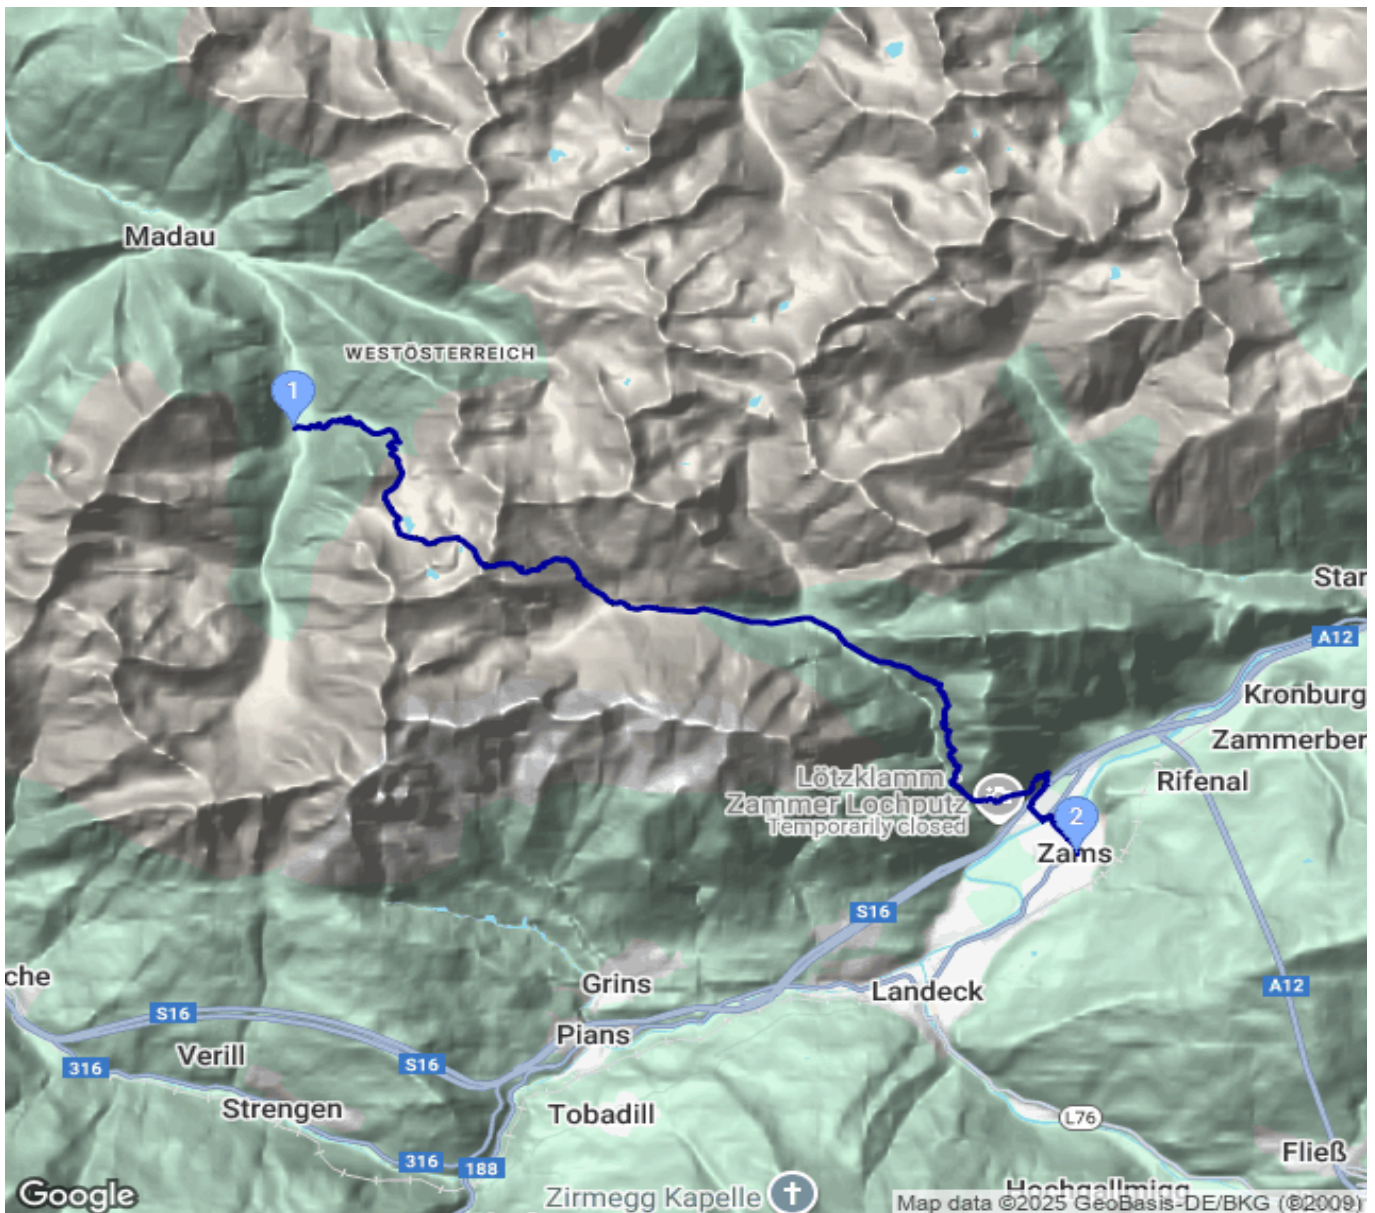 Madau
WESTÖSTERREICH
1
Star
A12
Kronburg
Zammerber
Lötzklamm
Zammer Lochputz
Temporarily closed
Rifenal
2
Zams
S16
che
Grins
Landeck
A12
S16
Pians
Verill
S16
316
Strengen
Tobadill
L76
Fließ
316
188
Google
Zirmegg Kapelle
Hochgallmigg
Map data ©2025 GeoBasis-DE/BKG (©2009)